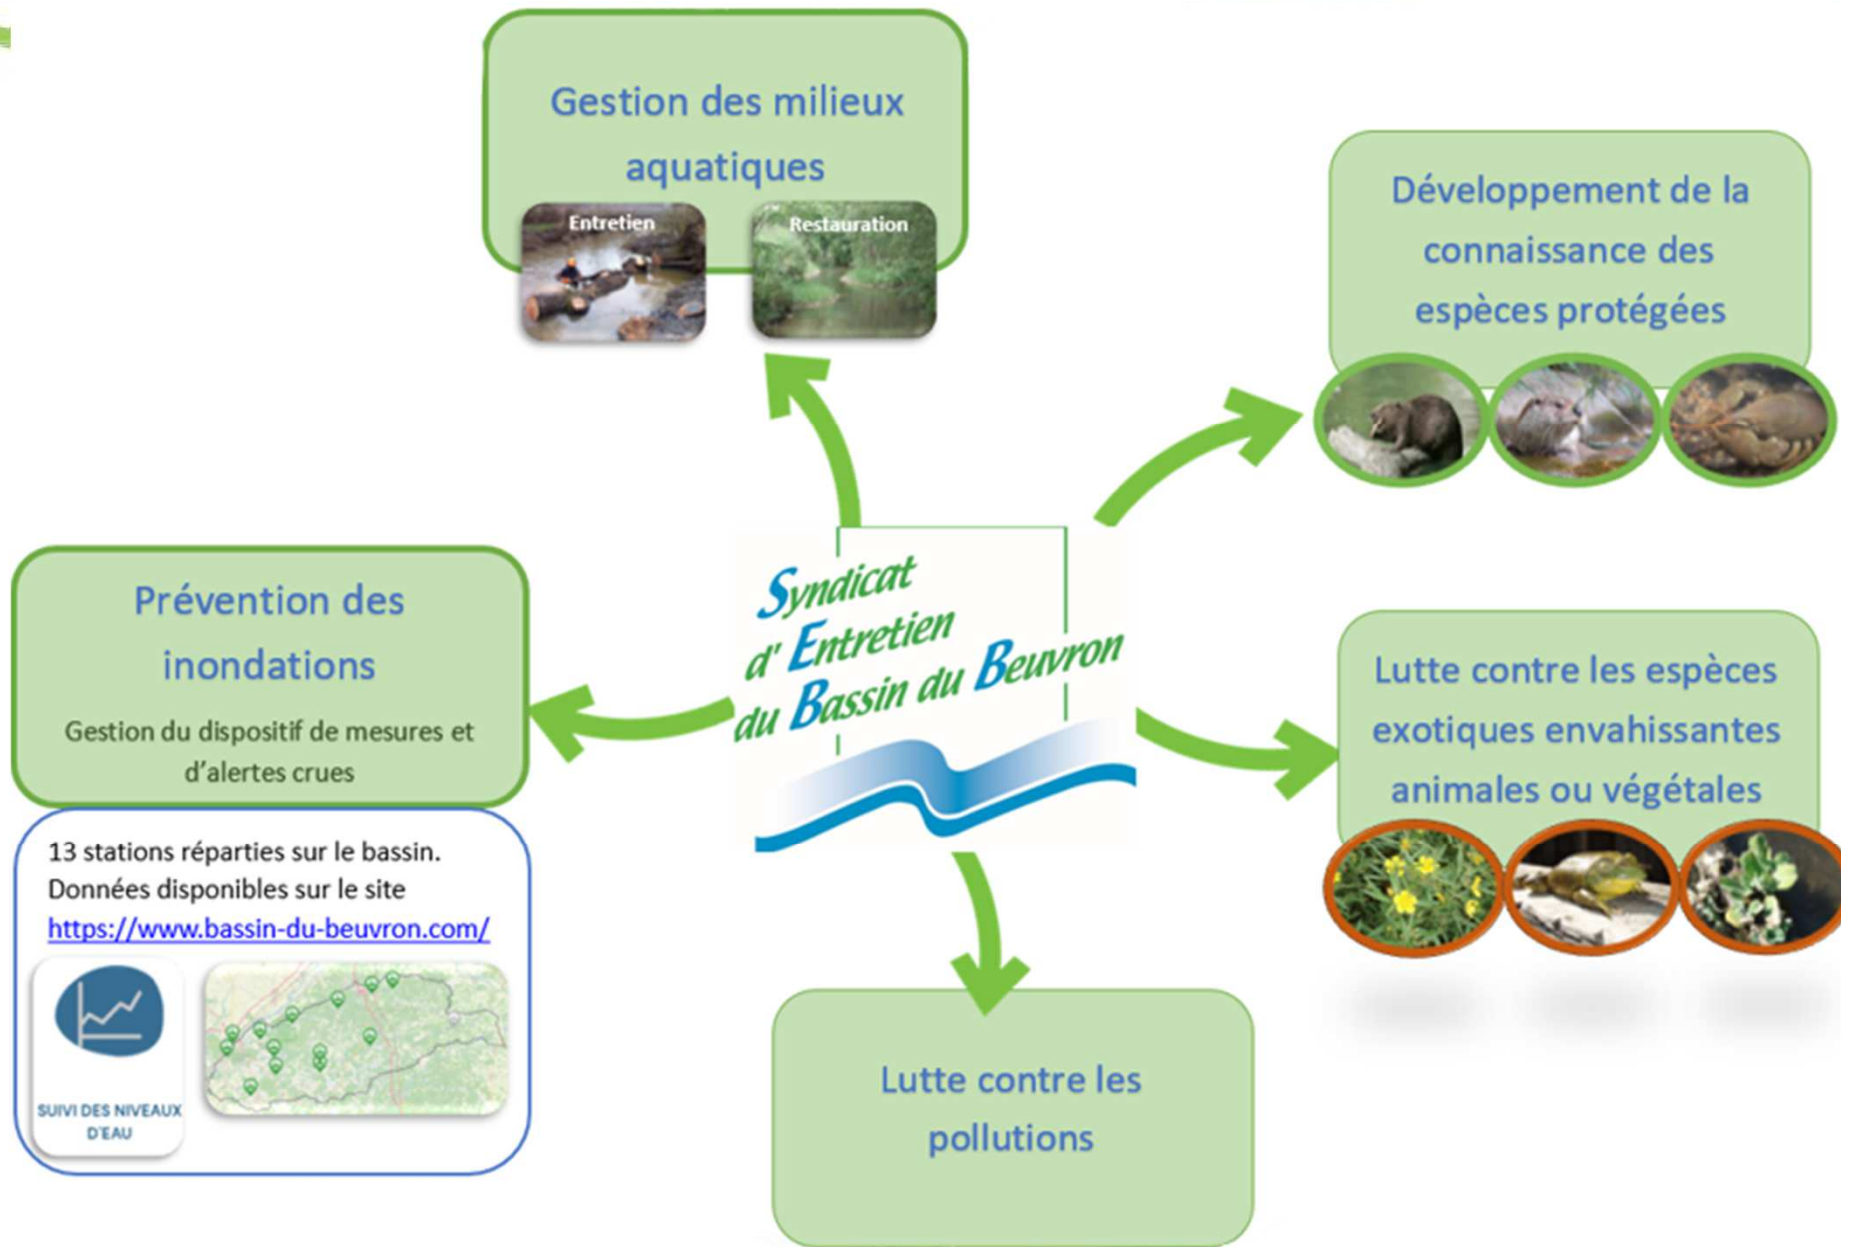 Gestion des milieux
aquatiques
Entretien
Restauration
Développement de la
connaissance des
espèces protégées
Syndicat
d' Entretien
du Bassin du Beuvron
Prévention des
inondations
Gestion du dispositif de mesures et
d’alertes crues
13 stations réparties sur le bassin.
Données disponibles sur le site
https://www.bassin-du-beuvron.com/
SUIVI DES NIVEAUX
D'EAU
Lutte contre les espèces
exotiques envahissantes
animales ou végétales
Lutte contre les
pollutions